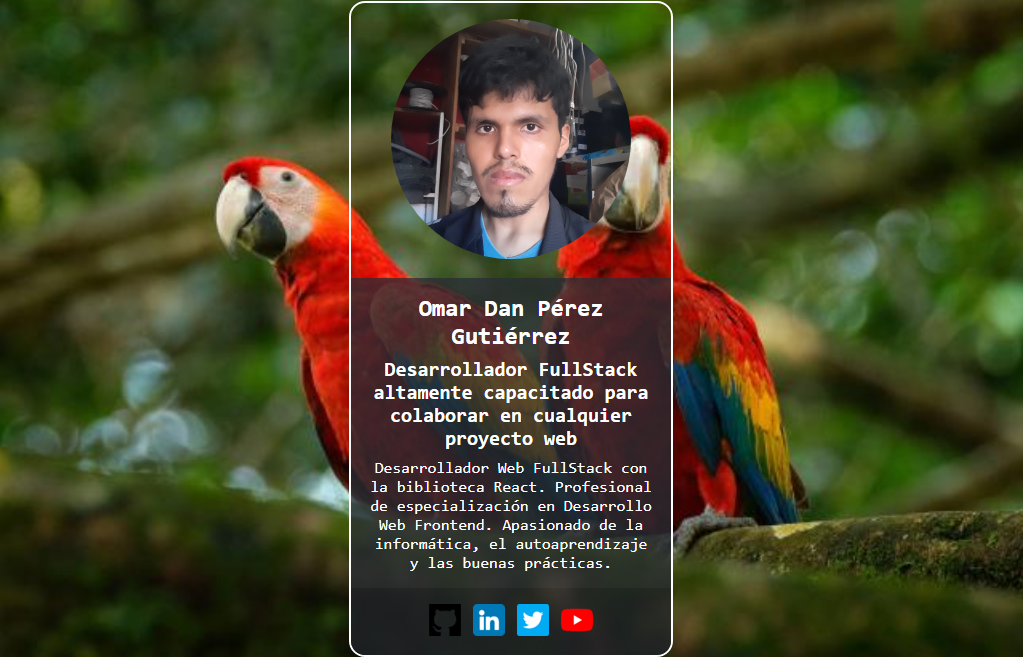 Omar Dan Pérez
Gutiérrez
Desarrollador FullStack
altamente capacitado para
colaborar en cualquier
proyecto web
Desarrollador Web FullStack con
la biblioteca React. Profesional
de especialización en Desarrollo
Web Frontend. Apasionado de la
informática, el autoaprendizaje
y las buenas prácticas.
in